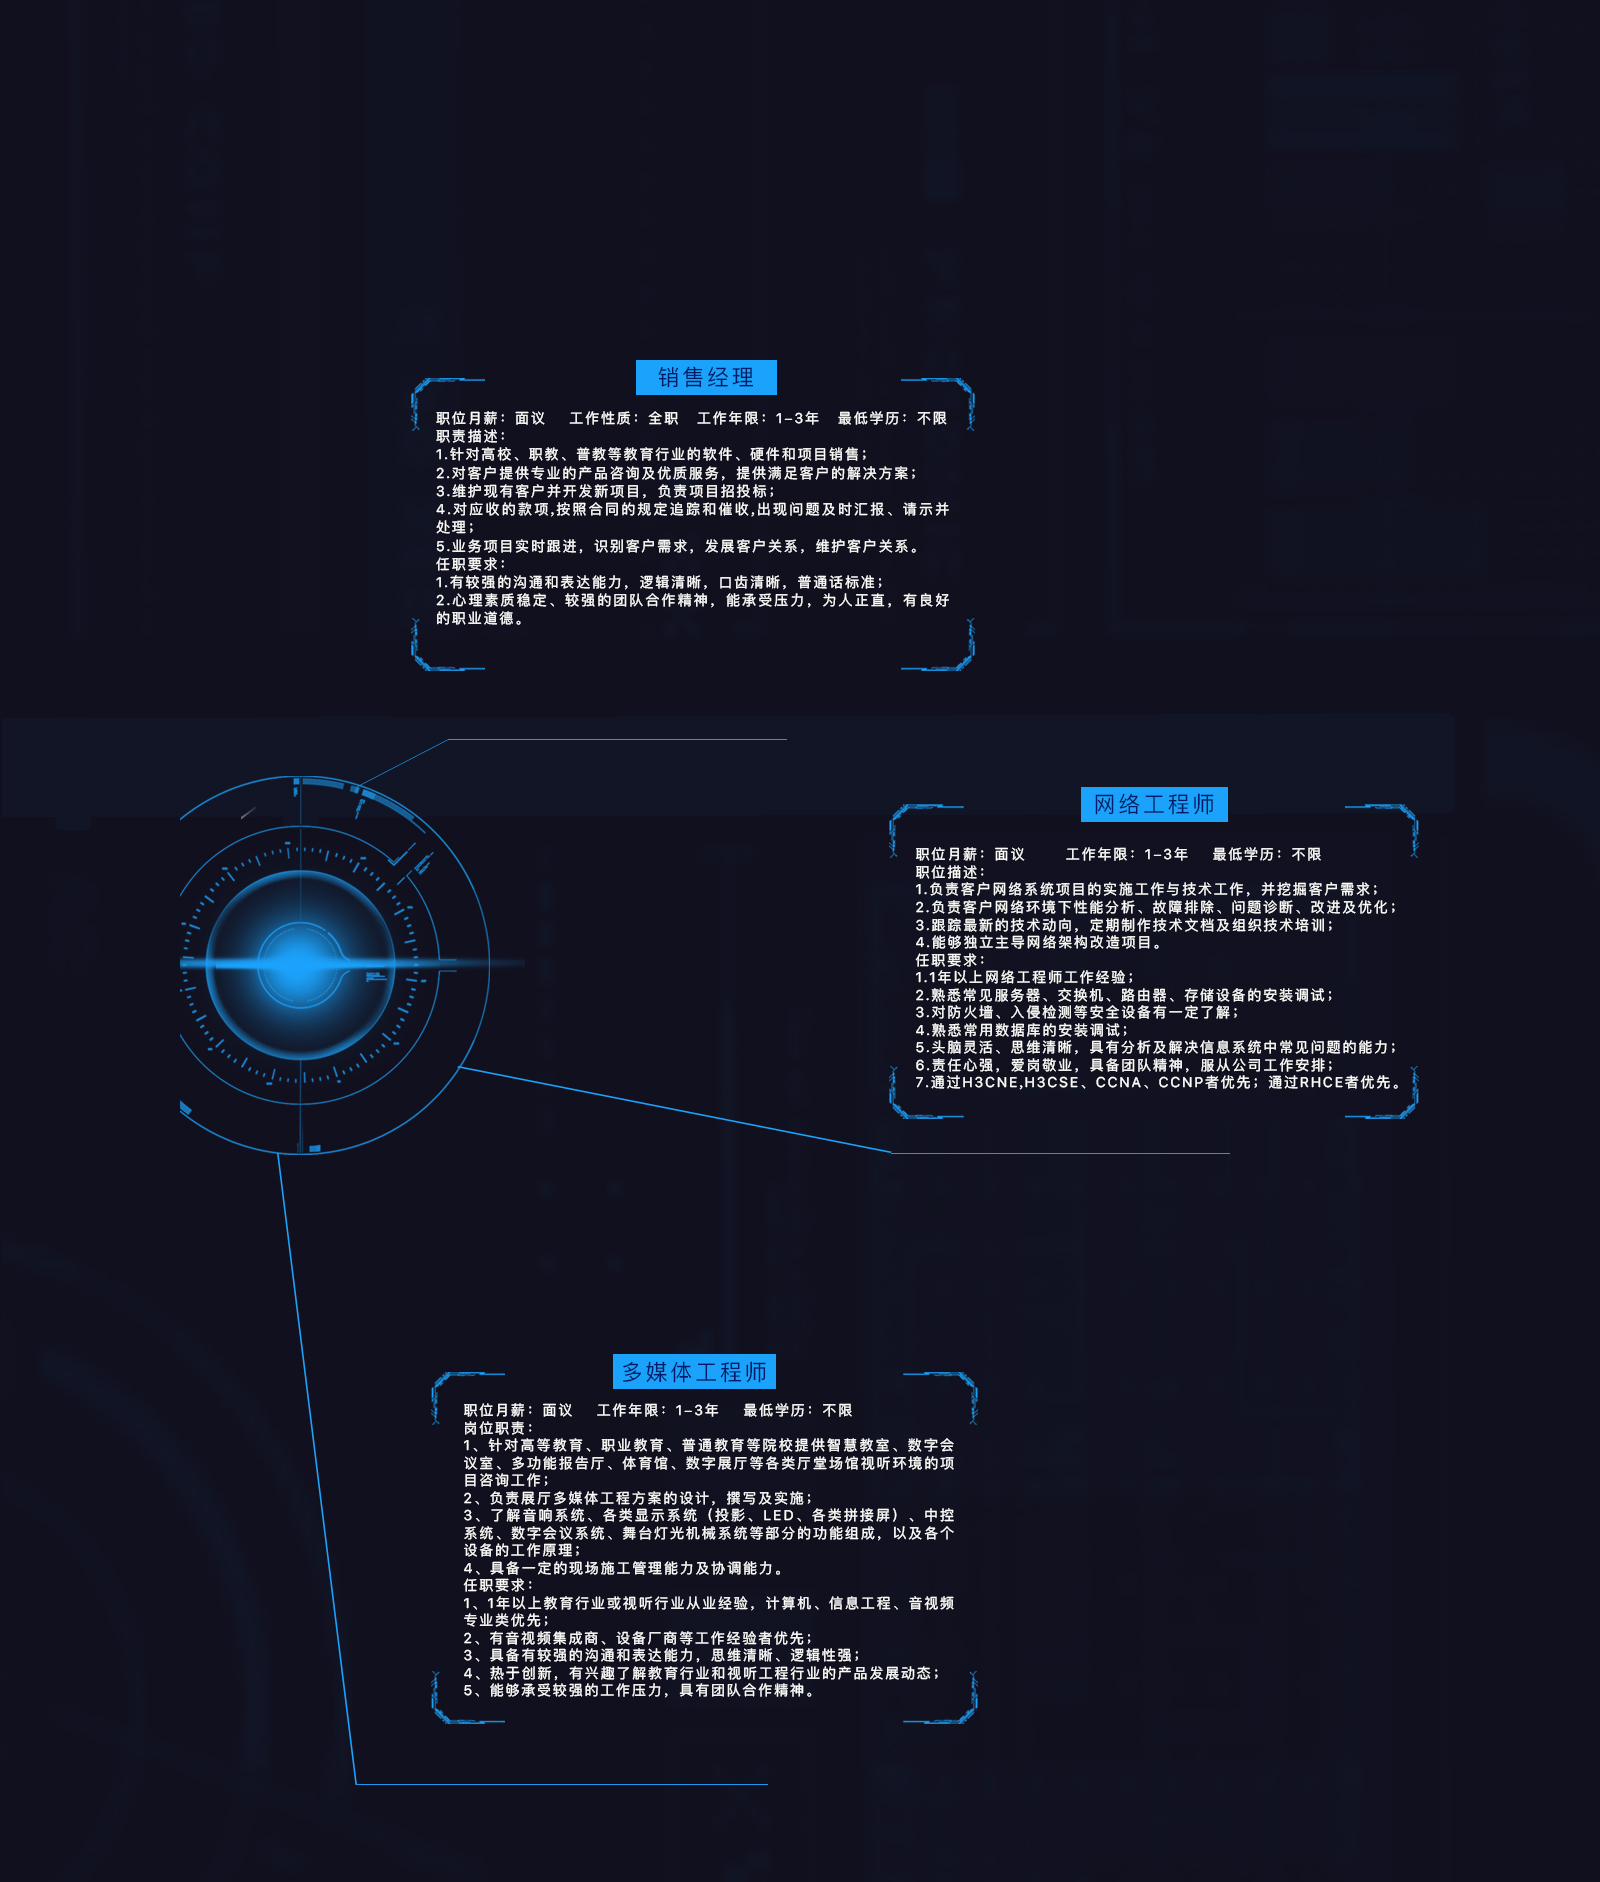 销售经理
职位月薪：面议 工作性质：全职 工作年限：1-3年 最低学历：不限
职责描述：
1.针对高校、职教、普教等教育行业的软件、硬件和项目销售；
2.对客户提供专业的产品咨询及优质服务，提供满足客户的解决方案；
3.维护现有客户并开发新项目，负责项目招投标；
4.对应收的款项,按照合同的规定追踪和催收,出现问题及时汇报、请示并
处理；
5.业务项目实时跟进，识别客户需求，发展客户关系，维护客户关系。
任职要求：
1.有较强的沟通和表达能力，逻辑清晰，口齿清晰，普通话标准；
2.心理素质稳定、较强的团队合作精神，能承受压力，为人正直，有良好
的职业道德。
网络工程师
职位月薪：面议 工作年限：1-3年 最低学历：不限
职位描述：
1.负责客户网络系统项目的实施工作与技术工作，并挖掘客户需求；
2.负责客户网络环境下性能分析、故障排除、问题诊断、改进及优化；
3.跟踪最新的技术动向，定期制作技术文档及组织技术培训；
4.能够独立主导网络架构改造项目。
任职要求：
1.1年以上网络工程师工作经验；
2.熟悉常见服务器、交换机、路由器、存储设备的安装调试；
3.对防火墙、入侵检测等安全设备有一定了解；
4.熟悉常用数据库的安装调试；
5.头脑灵活、思维清晰，具有分析及解决信息系统中常见问题的能力；
6.责任心强，爱岗敬业，具备团队精神，服从公司工作安排；
7.通过H3CNE,H3CSE、CCNA、CCNP者优先；通过RHCE者优先。
多媒体工程师
职位月薪：面议 工作年限：1-3年 最低学历：不限
岗位职责：
1、针对高等教育、职业教育、普通教育等院校提供智慧教室、数字会
议室、多功能报告厅、体育馆、数字展厅等各类厅堂场馆视听环境的项
目咨询工作；
2、负责展厅多媒体工程方案的设计，撰写及实施；
3、了解音响系统、各类显示系统（投影、LED、各类拼接屏）、中控
系统、数字会议系统、舞台灯光机械系统等部分的功能组成，以及各个
设备的工作原理；
4、具备一定的现场施工管理能力及协调能力。
任职要求：
1、1年以上教育行业或视听行业从业经验，计算机、信息工程、音视频
专业类优先；
2、有音视频集成商、设备厂商等工作经验者优先；
3、具备有较强的沟通和表达能力，思维清晰、逻辑性强；
4、热于创新，有兴趣了解教育行业和视听工程行业的产品发展动态；
5、能够承受较强的工作压力，具有团队合作精神。